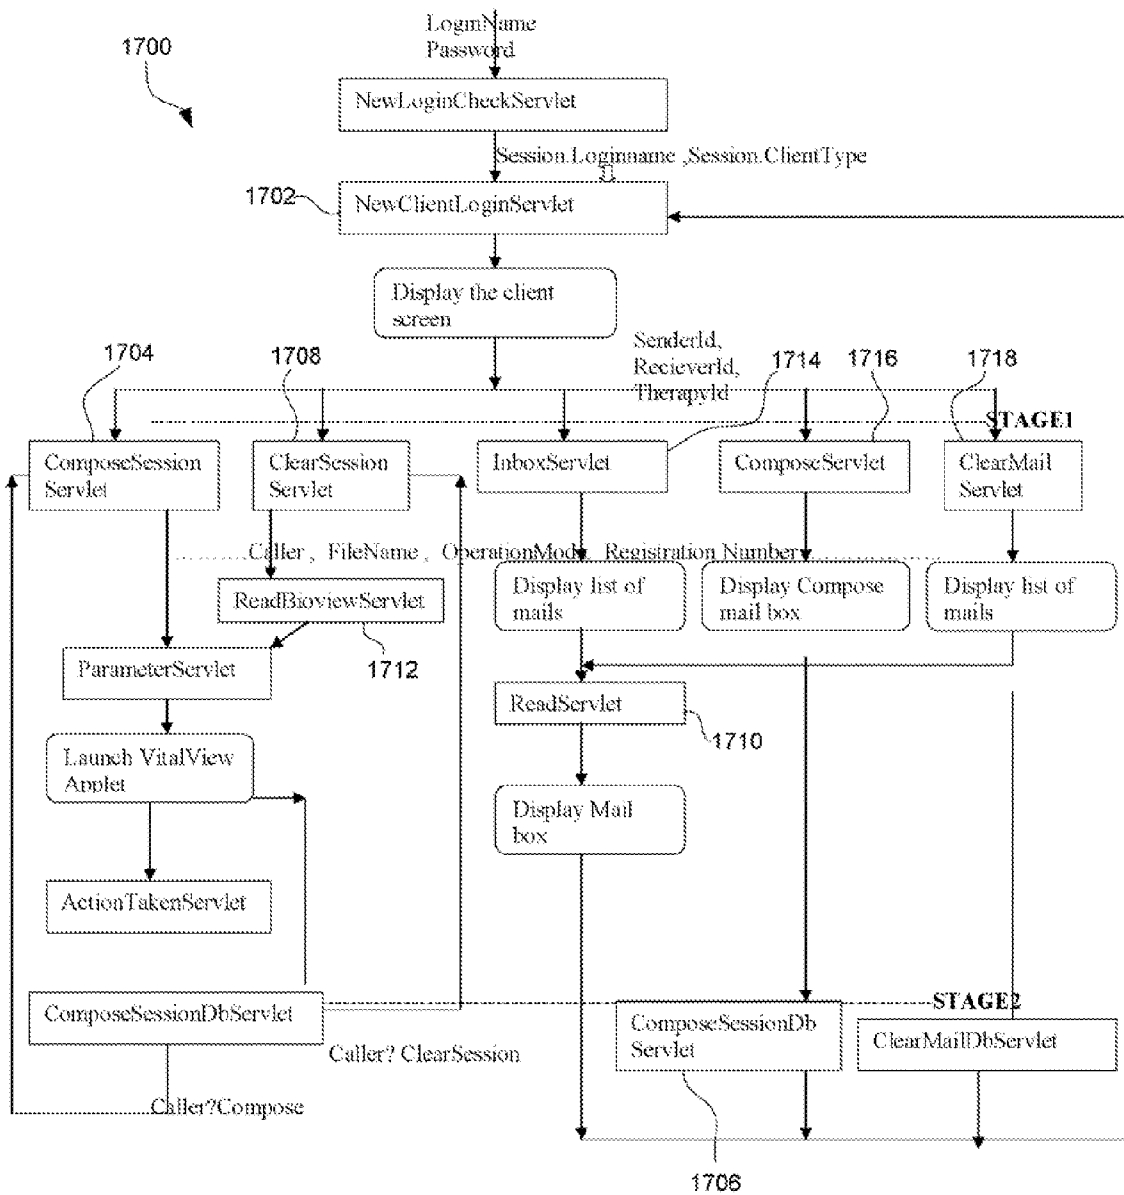 LoginName
Password
1700
NewLoginCheckServlet
Session.Loginname ,Session.ClientType
1702
NewClientLoginServlet
Display the client
screen
SenderId,
RecieverId,
TherapyId
1704
1708
1714
1716
1718
STAGE1
ComposeSession
Servlet
ClearSession
Servlet
InboxServlet
ComposeServlet
ClearMail
Servlet
Caller , FileName , OperationMode, Registration Number
Display list of
mails
Display Compose
mail box
Display list of
mails
ReadBioviewServlet
1712
ParameterServlet
ReadServlet
1710
Launch VitalView
Applet
Display Mail
box
ActionTakenServlet
STAGE2
ComposeSessionDbServlet
ComposeSessionDb
Servlet
ClearMailDbServlet
Caller? ClearSession
Caller?Compose
1706